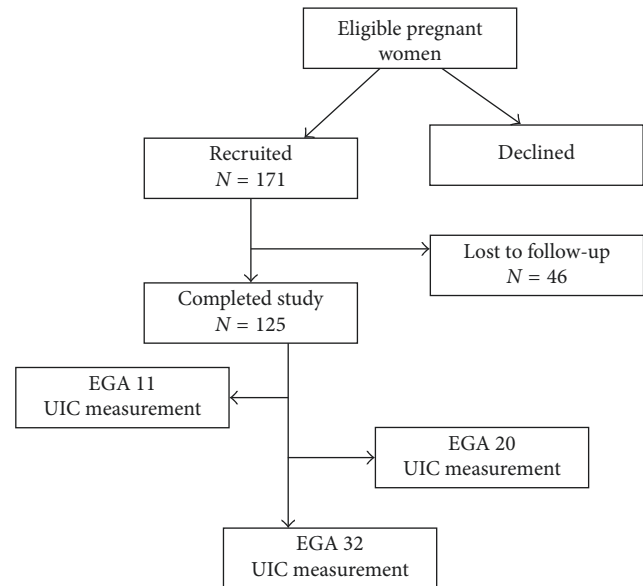 Eligible pregnant
women
Recruited
N = 171
Declined
Lost to follow-up
N = 46
Completed study
N = 125
EGA 11
UIC measurement
EGA 20
UIC measurement
EGA 32
UIC measurement